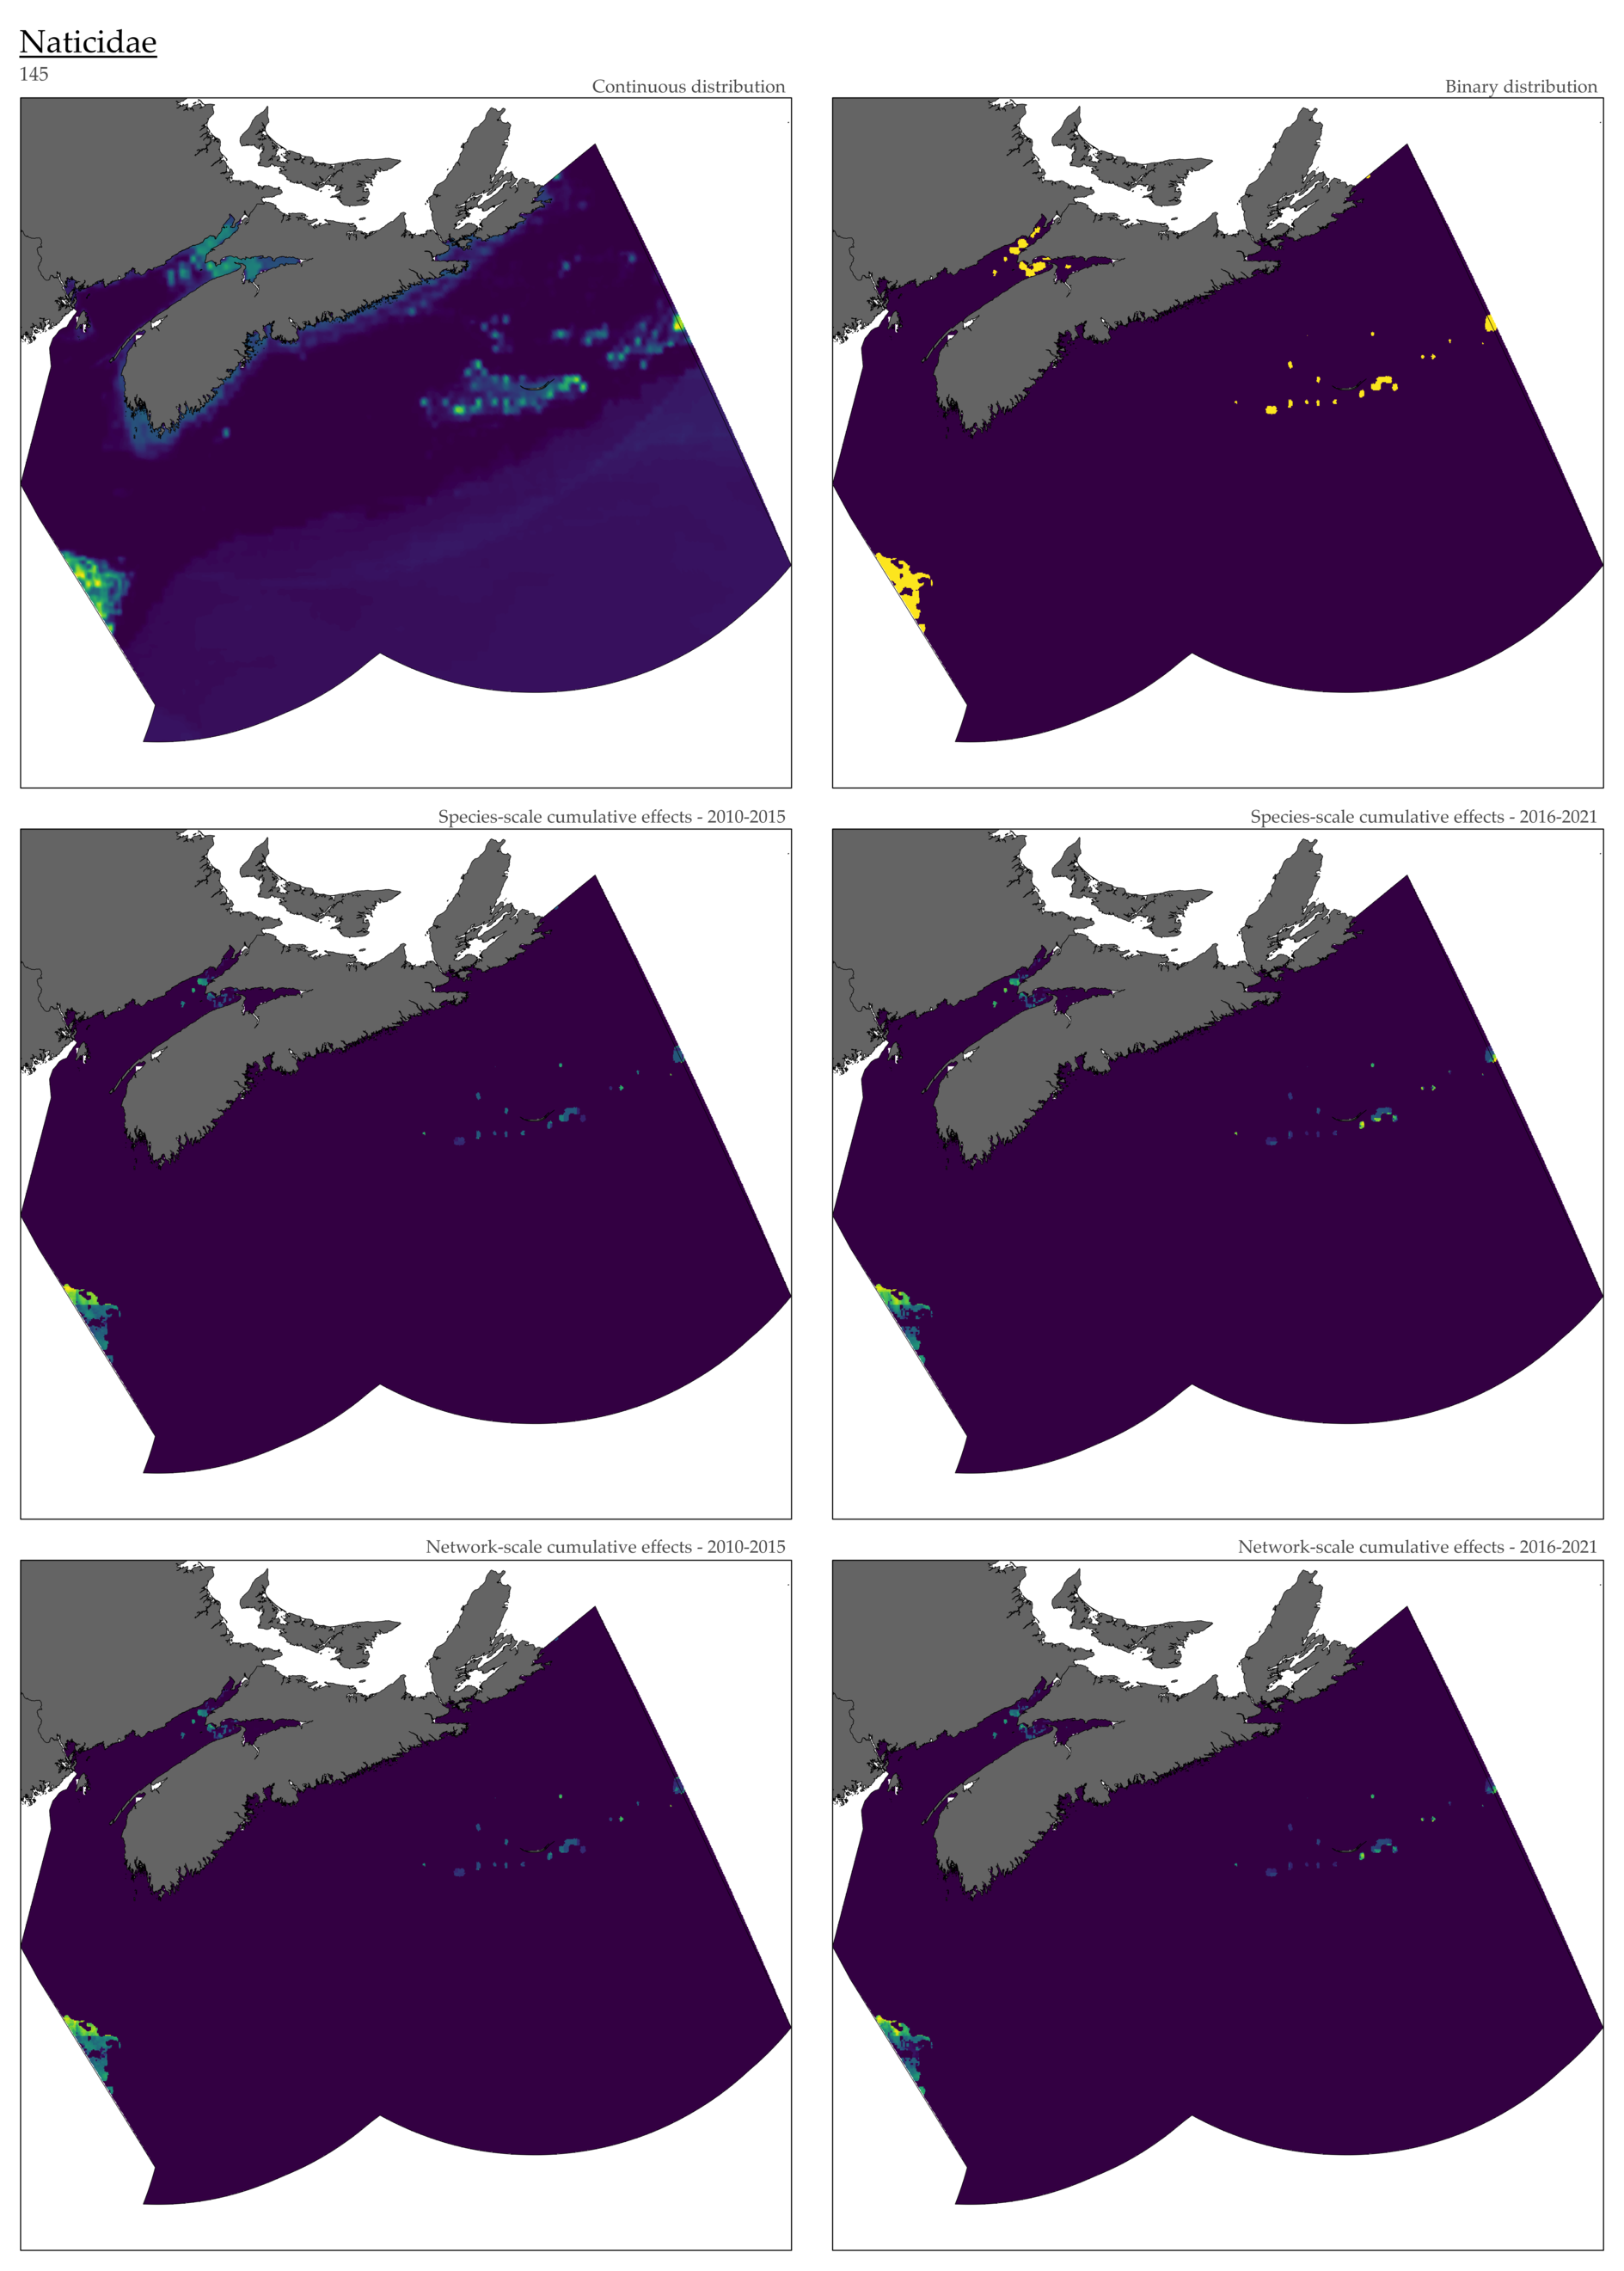 Naticidae
145
Continuous distribution
Binary distribution
Species-scale cumulative effects - 2010-2015
Species-scale cumulative effects - 2016-2021
Network-scale cumulative effects - 2010-2015
Network-scale cumulative effects - 2016-2021